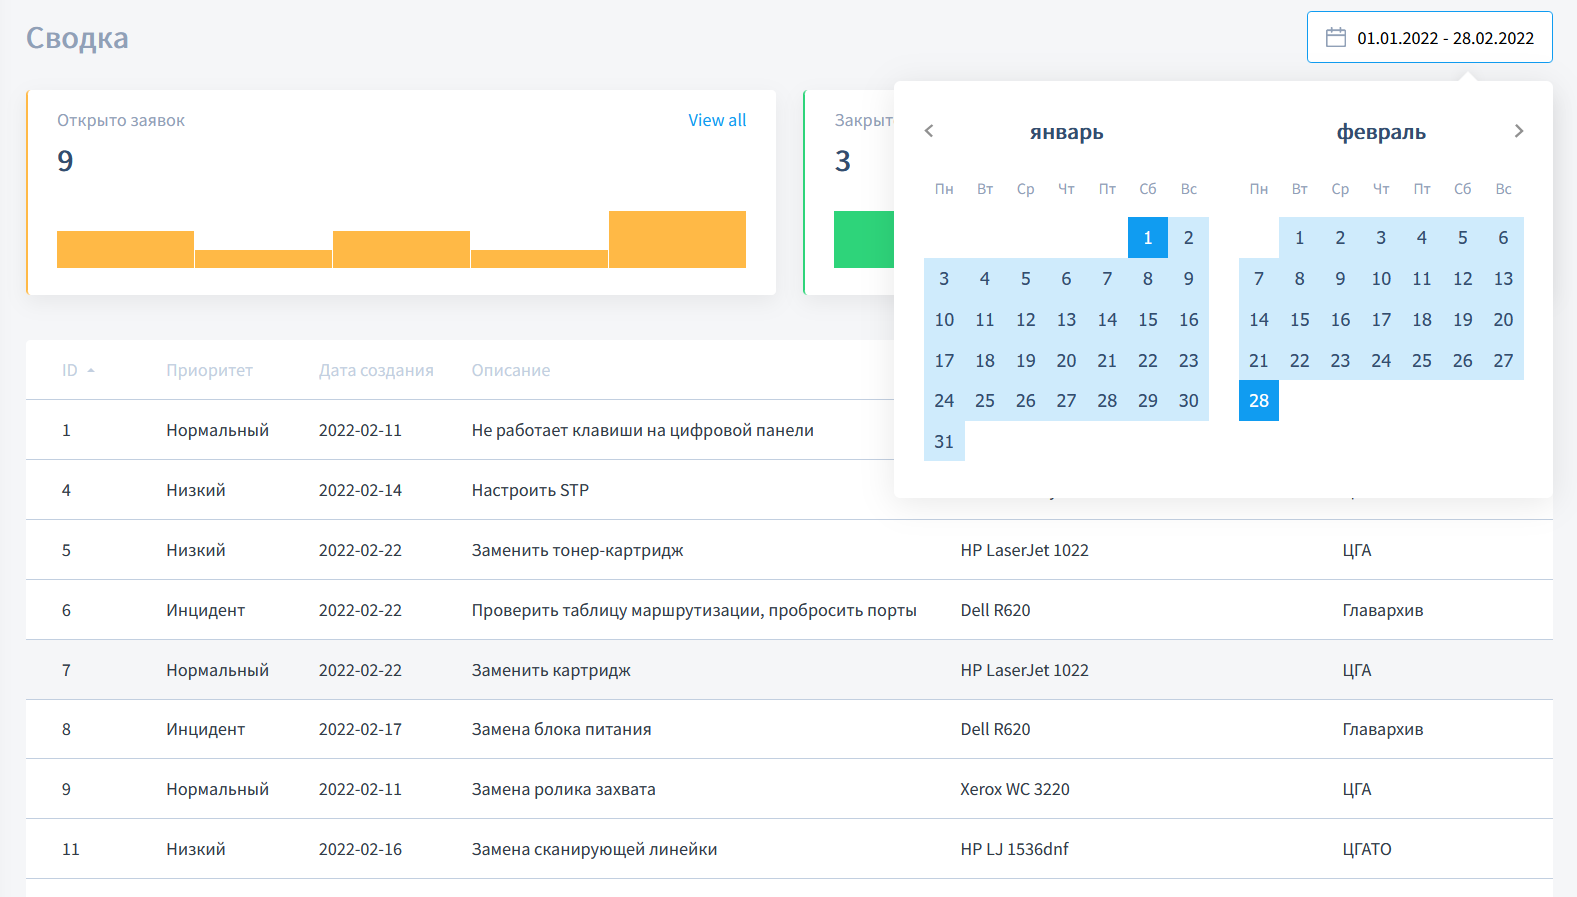 Сводка
01.01.2022 - 28.02.2022
Открыто заявок
View all
9
Закрыт
3
январь
Пн Вт Ср Чт Пт Сб Вс
1 2
3 4 5 6 7 8 9
10 11 12 13 14 15 16
17 18 19 20 21 22 23
24 25 26 27 28 29 30
31
февраль
Пн Вт Ср Чт Пт Сб Вс
1 2 3 4 5 6
7 8 9 10 11 12 13
14 15 16 17 18 19 20
21 22 23 24 25 26 27
28
ID Приоритет Дата создания Описание
1 Нормальный 2022-02-11 Не работает клавиши на цифровой панели
4 Низкий 2022-02-14 Настроить STP
5 Низкий 2022-02-22 Заменить тонер-картридж HP LaserJet 1022 ЦГА
6 Инцидент 2022-02-22 Проверить таблицу маршрутизации, пробросить порты Dell R620 Главархив
7 Нормальный 2022-02-22 Заменить картридж HP LaserJet 1022 ЦГА
8 Инцидент 2022-02-17 Замена блока питания Dell R620 Главархив
9 Нормальный 2022-02-11 Замена ролика захвата Xerox WC 3220 ЦГА
11 Низкий 2022-02-16 Замена сканирующей линейки HP LJ 1536dnf ЦГАТО